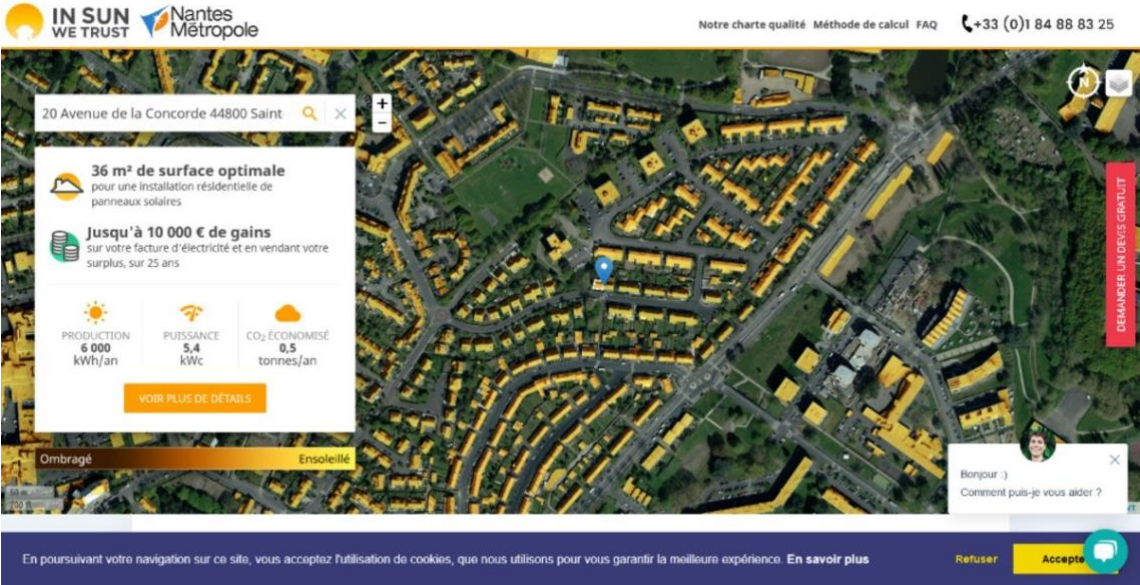 IN SUN
WE TRUST
Nantes
Métropole
Notre charte qualité Méthode de calcul FAQ
+33 (0)1 84 88 83 25
20 Avenue de la Concorde 44800 Saint-
+
−
N
36 m² de surface optimale
pour une installation résidentielle de
panneaux solaires
Jusqu'à 10 000 € de gains
sur votre facture d'électricité et en vendant votre
surplus, sur 25 ans
PRODUCTION
6 000
kWh/an
PUISSANCE
5,4
kWc
CO₂ ÉCONOMISÉ
0,5
tonnes/an
VOIR PLUS DE DÉTAILS
Ombragé
Ensoleillé
DEMANDER UN DEVIS GRATUIT
Bonjour :)
Comment puis-je vous aider ?
En poursuivant votre navigation sur ce site, vous acceptez l'utilisation de cookies, que nous utilisons pour vous garantir la meilleure expérience. En savoir plus
Refuser
Accepte